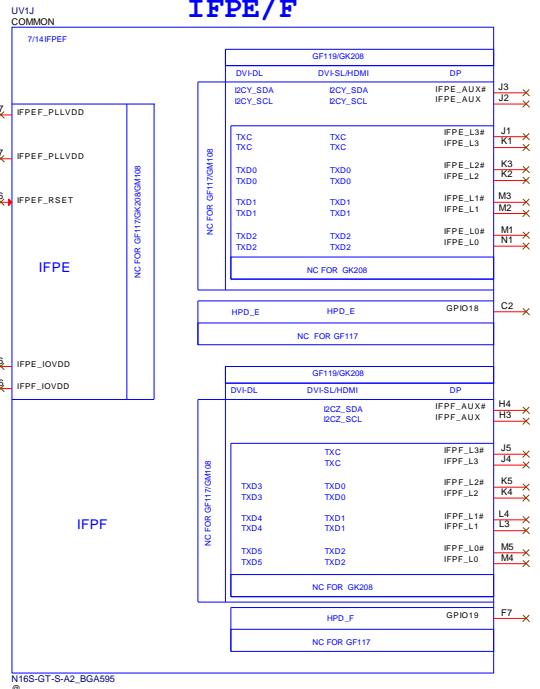 IFPE/F
UV1J
COMMON
7/14 IFPEF
GF119/GK208
DVI-DL DVI-SL/HDMI DP
I2CY_SDA I2CY_SDA IFPE_AUX# J3
I2CY_SCL I2CY_SCL IFPE_AUX J2
IFPEF_PLLVDD
TXC TXC IFPE_L3# J1
TXC TXC IFPE_L3 K1
IFPEF_PLLVDD
TXD0 TXD0 IFPE_L2# K3
TXD0 TXD0 IFPE_L2 K2
IFPEF_RSET
TXD1 TXD1 IFPE_L1# M3
TXD1 TXD1 IFPE_L1 M2
TXD2 TXD2 IFPE_L0# M1
TXD2 TXD2 IFPE_L0 N1
NC FOR GF117/GK208/GM108
NC FOR GF117/GM108
IFPE
NC FOR GK208
HPD_E HPD_E GPIO18 C2
NC FOR GF117
IFPE_IOVDD
IFPF_IOVDD
GF119/GK208
DVI-DL DVI-SL/HDMI DP
I2CZ_SDA IFPF_AUX# H4
I2CZ_SCL IFPF_AUX H3
TXC IFPF_L3# J5
TXC IFPF_L3 J4
TXD3 TXD0 IFPF_L2# K5
TXD3 TXD0 IFPF_L2 K4
TXD4 TXD1 IFPF_L1# L4
TXD4 TXD1 IFPF_L1 L3
TXD5 TXD2 IFPF_L0# M5
TXD5 TXD2 IFPF_L0 M4
NC FOR GF117/GM108
IFPF
NC FOR GK208
HPD_F GPIO19 F7
NC FOR GF117
N16S-GT-S-A2_BGA595
@